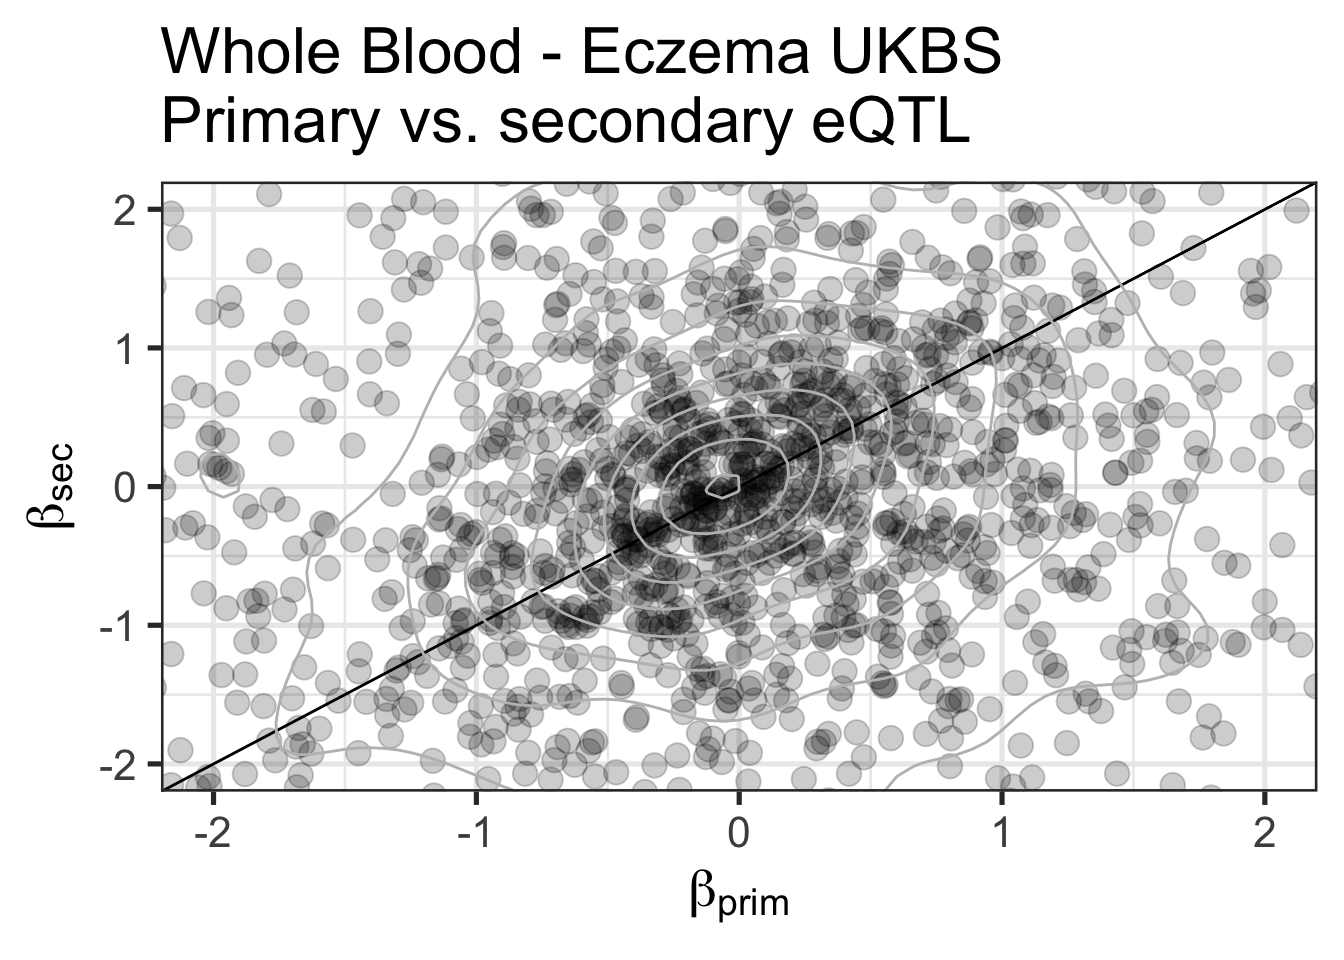 Whole Blood - Eczema UKBS
Primary vs. secondary eQTL
2
1
0
-1
-2
βsec
-2 -1 0 1 2
βprim